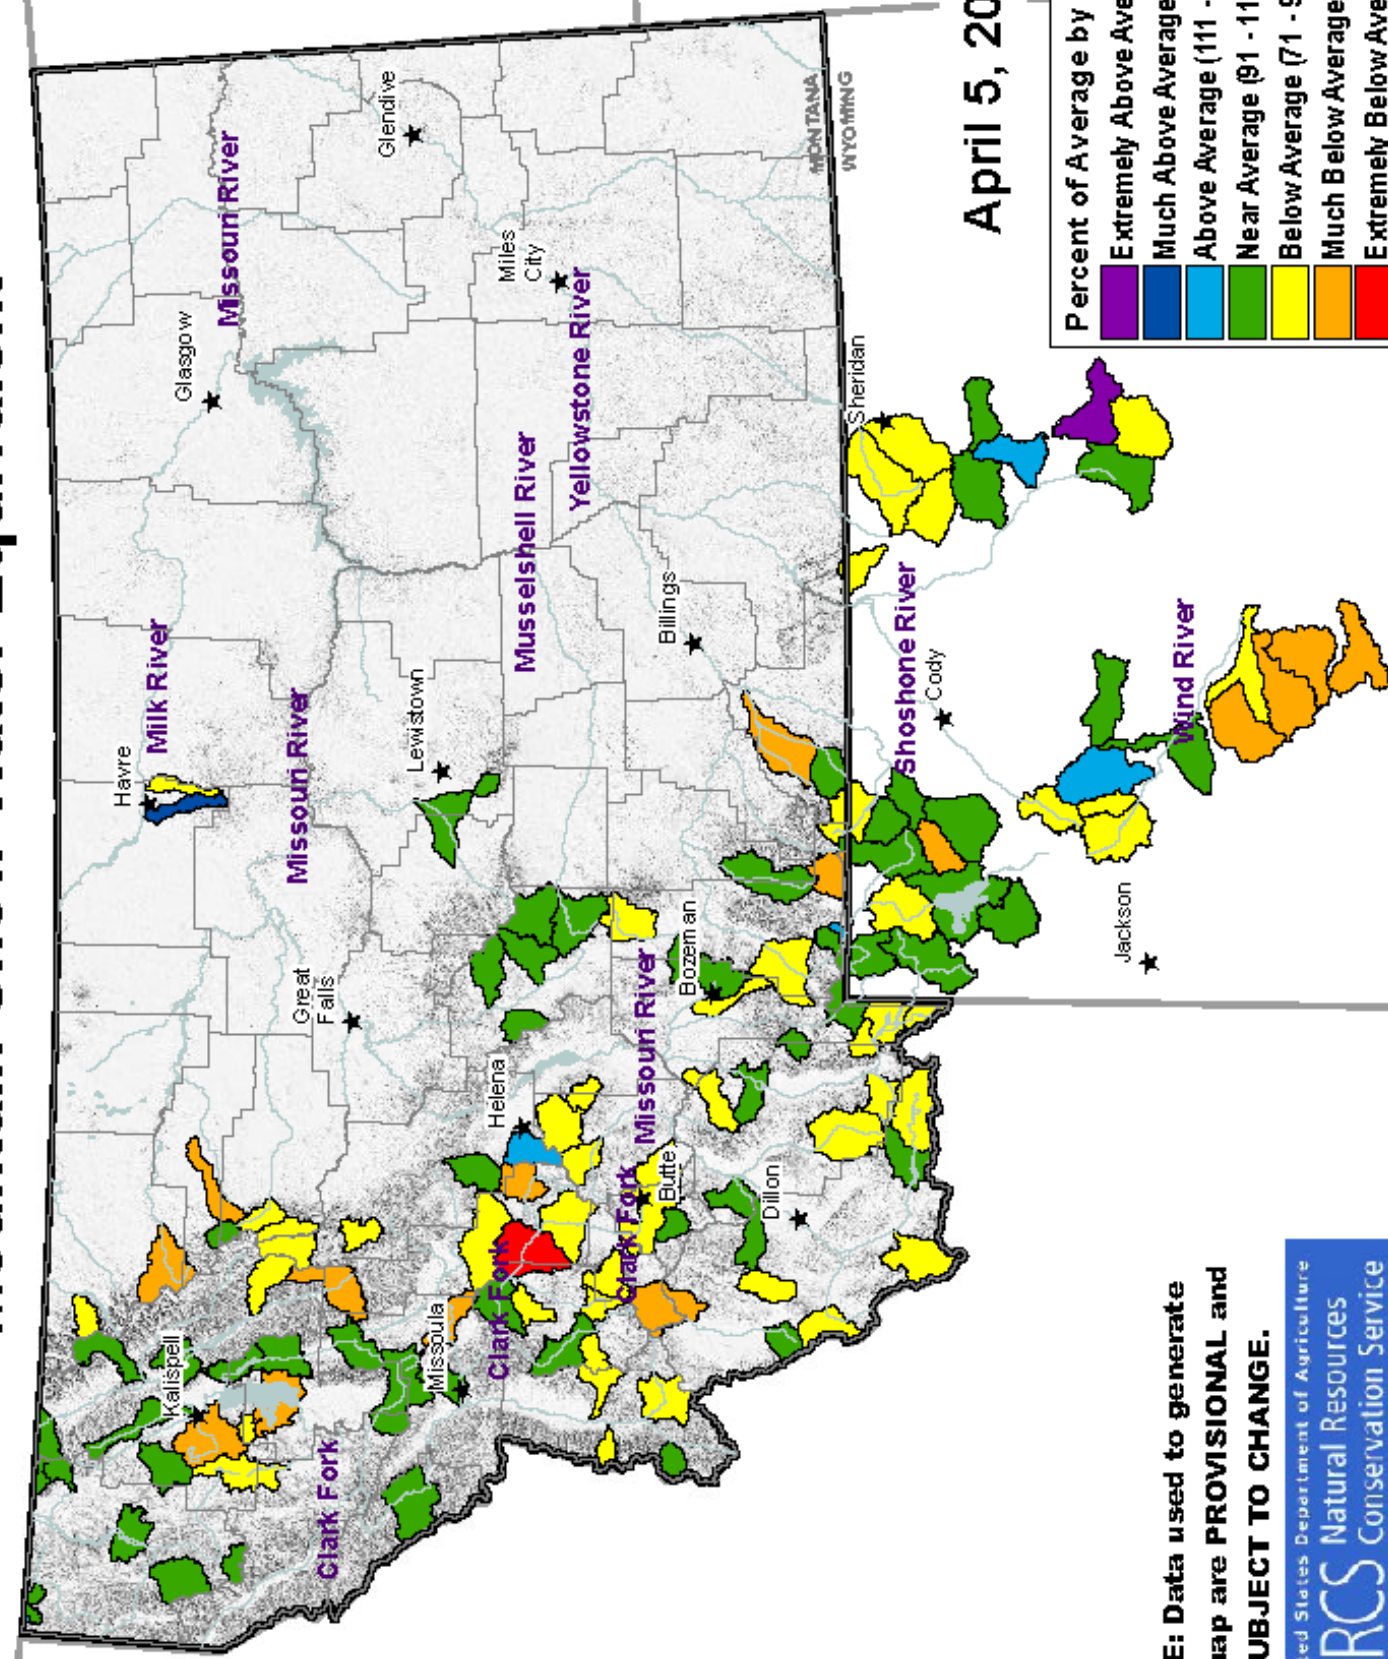 Kalispell
Havre
Glasgow
Milk River
Missouri River
Missouri River
Great
Falls
Lewistown
Glendive
Clark Fork
Missoula
Clark Fork
Helena
Musselshell River
Miles
City
Yellowstone River
Clark Fork
Butte
Missouri River
Bozeman
Billings
Dillon
MONTANA
WYOMING
Sheridan
Shoshone River
Cody
Jackson
Wind River
April 5, 20
Percent of Average by
Extremely Above Ave
Much Above Average
Above Average (111 -
Near Average (91 - 11
Below Average (71 - 9
Much Below Average
Extremely Below Ave
E: Data used to generate
ap are PROVISIONAL and
UBJECT TO CHANGE.
ed States Department of Agriculture
RCS Natural Resources
Conservation Service